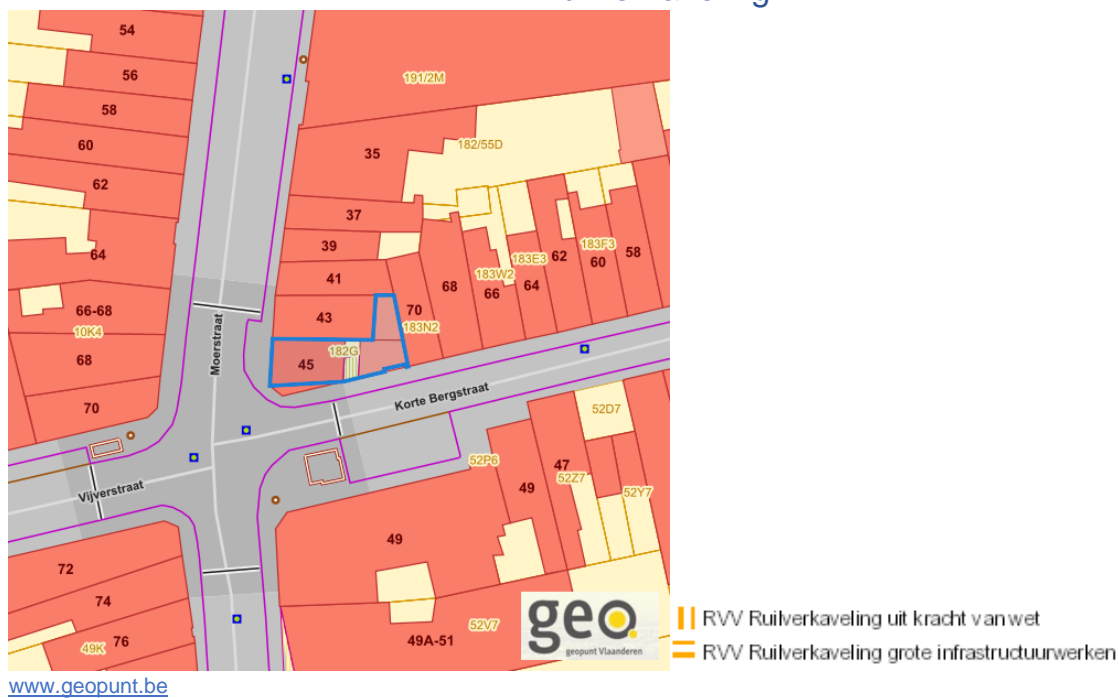 54
56
58
60
62
64
66-68
10K4
68
70
191/2M
35
182/55D
37
39
41
43
45
182G
70
183N2
68
66
183W2
64
183E3
62
60
183F3
58
Moerstraat
Korte Bergstraat
Vijverstraat
72
74
76
49K
52D7
52P6
47
49
52Z7
52Y7
49
49A-51
52V7
geo
geopunt Vlaanderen
RVV Ruilverkaveling uit kracht van wet
RVV Ruilverkaveling grote infrastructuurwerken
www.geopunt.be